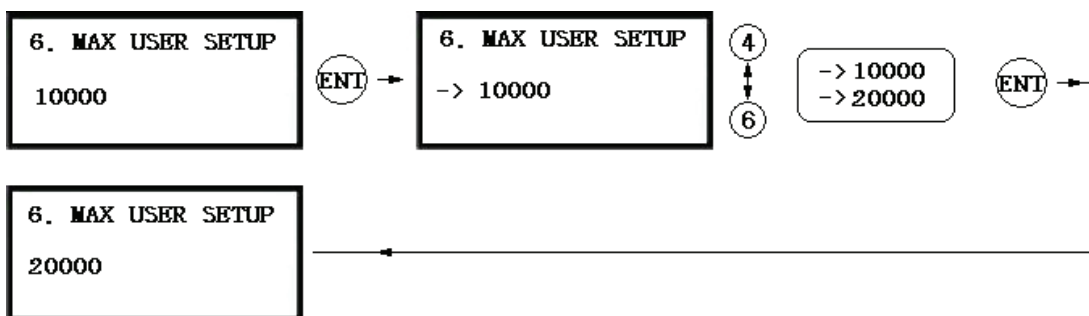 6. MAX USER SETUP
10000
ENT
6. MAX USER SETUP
-> 10000
4
6
->10000
->20000
ENT
6. MAX USER SETUP
20000